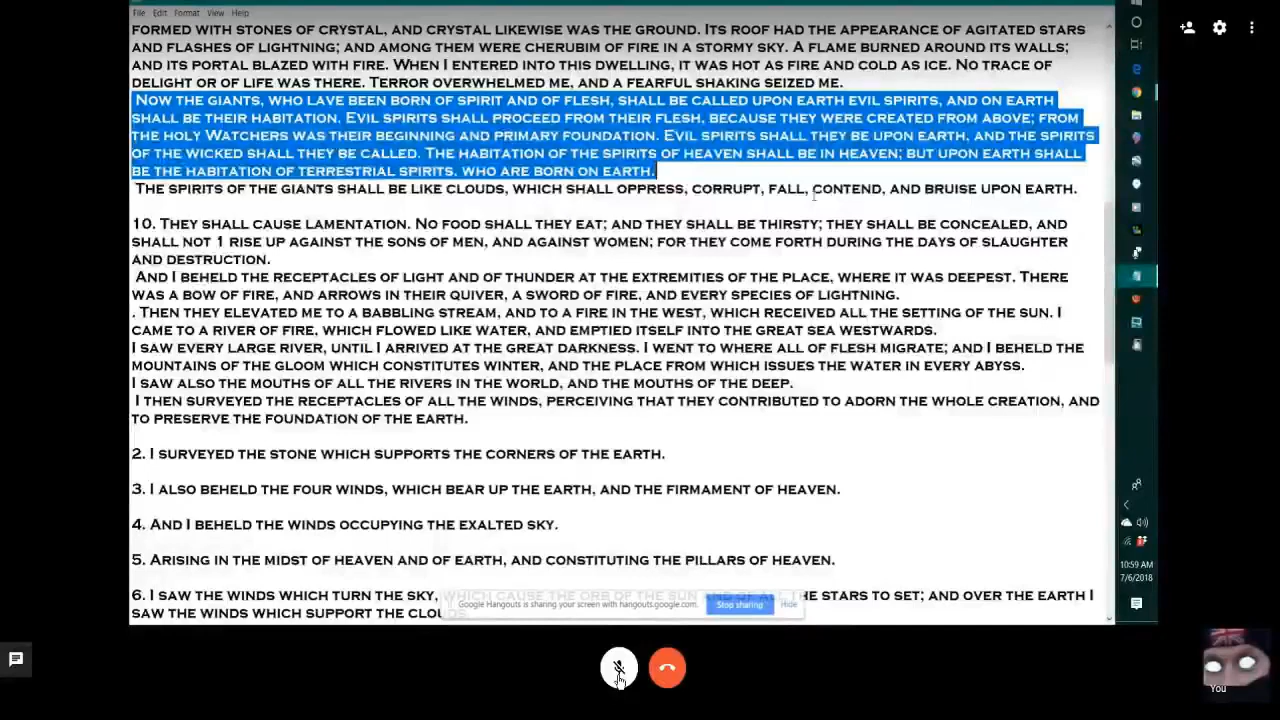 File Edit Format View Help
FORMED WITH STONES OF CRYSTAL, AND CRYSTAL LIKEWISE WAS THE GROUND. ITS ROOF HAD THE APPEARANCE OF AGITATED STARS
AND FLASHES OF LIGHTNING; AND AMONG THEM WERE CHERUBIM OF FIRE IN A STORMY SKY. A FLAME BURNED AROUND ITS WALLS;
AND ITS PORTAL BLAZED WITH FIRE. WHEN I ENTERED INTO THIS DWELLING, IT WAS HOT AS FIRE AND COLD AS ICE. NO TRACE OF
DELIGHT OR OF LIFE WAS THERE. TERROR OVERWHELMED ME, AND A FEARFUL SHAKING SEIZED ME.
NOW THE GIANTS, WHO LAVE BEEN BORN OF SPIRIT AND OF FLESH, SHALL BE CALLED UPON EARTH EVIL SPIRITS, AND ON EARTH
SHALL BE THEIR HABITATION. EVIL SPIRITS SHALL PROCEED FROM THEIR FLESH, BECAUSE THEY WERE CREATED FROM ABOVE; FROM
THE HOLY WATCHERS WAS THEIR BEGINNING AND PRIMARY FOUNDATION. EVIL SPIRITS SHALL THEY BE UPON EARTH, AND THE SPIRITS
OF THE WICKED SHALL THEY BE CALLED. THE HABITATION OF THE SPIRITS OF HEAVEN SHALL BE IN HEAVEN; BUT UPON EARTH SHALL
BE THE HABITATION OF TERRESTRIAL SPIRITS, WHO ARE BORN ON EARTH.
THE SPIRITS OF THE GIANTS SHALL BE LIKE CLOUDS, WHICH SHALL OPPRESS, CORRUPT, FALL, CONTEND, AND BRUISE UPON EARTH.
10. THEY SHALL CAUSE LAMENTATION. NO FOOD SHALL THEY EAT; AND THEY SHALL BE THIRSTY; THEY SHALL BE CONCEALED, AND
SHALL NOT 1 RISE UP AGAINST THE SONS OF MEN, AND AGAINST WOMEN; FOR THEY COME FORTH DURING THE DAYS OF SLAUGHTER
AND DESTRUCTION.
AND I BEHELD THE RECEPTACLES OF LIGHT AND OF THUNDER AT THE EXTREMITIES OF THE PLACE, WHERE IT WAS DEEPEST. THERE
WAS A BOW OF FIRE, AND ARROWS IN THEIR QUIVER, A SWORD OF FIRE, AND EVERY SPECIES OF LIGHTNING.
. THEN THEY ELEVATED ME TO A BABBLING STREAM, AND TO A FIRE IN THE WEST, WHICH RECEIVED ALL THE SETTING OF THE SUN. I
CAME TO A RIVER OF FIRE, WHICH FLOWED LIKE WATER, AND EMPTIED ITSELF INTO THE GREAT SEA WESTWARDS.
I SAW EVERY LARGE RIVER, UNTIL I ARRIVED AT THE GREAT DARKNESS. I WENT TO WHERE ALL OF FLESH MIGRATE; AND I BEHELD THE
MOUNTAINS OF THE GLOOM WHICH CONSTITUTES WINTER, AND THE PLACE FROM WHICH ISSUES THE WATER IN EVERY ABYSS.
I SAW ALSO THE MOUTHS OF ALL THE RIVERS IN THE WORLD, AND THE MOUTHS OF THE DEEP.
I THEN SURVEYED THE RECEPTACLES OF ALL THE WINDS, PERCEIVING THAT THEY CONTRIBUTED TO ADORN THE WHOLE CREATION, AND
TO PRESERVE THE FOUNDATION OF THE EARTH.
2. I SURVEYED THE STONE WHICH SUPPORTS THE CORNERS OF THE EARTH.
3. I ALSO BEHELD THE FOUR WINDS, WHICH BEAR UP THE EARTH, AND THE FIRMAMENT OF HEAVEN.
4. AND I BEHELD THE WINDS OCCUPYING THE EXALTED SKY.
5. ARISING IN THE MIDST OF HEAVEN AND OF EARTH, AND CONSTITUTING THE PILLARS OF HEAVEN.
6. I SAW THE WINDS WHICH TURN THE SKY, WHICH CAUSE THE ORB OF THE SUN AND OF ALL THE STARS TO SET; AND OVER THE EARTH I
SAW THE WINDS WHICH SUPPORT THE CLOUDS.
Google Hangouts is sharing your screen with hangouts.google.com. Stop sharing Hide
10:59 AM
7/6/2018
You